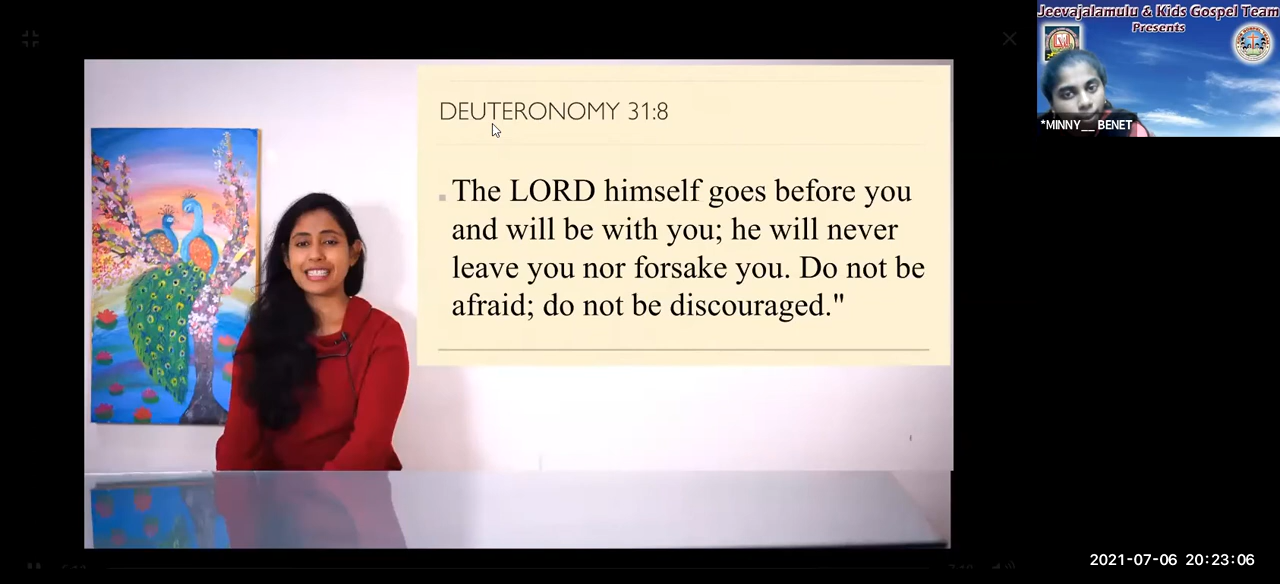 Jeevajalamulu & Kids Gospel Team
Presents
*MINNY__ BENET
DEUTERONOMY 31:8
The LORD himself goes before you
and will be with you; he will never
leave you nor forsake you. Do not be
afraid; do not be discouraged."
2021-07-06 20:23:06